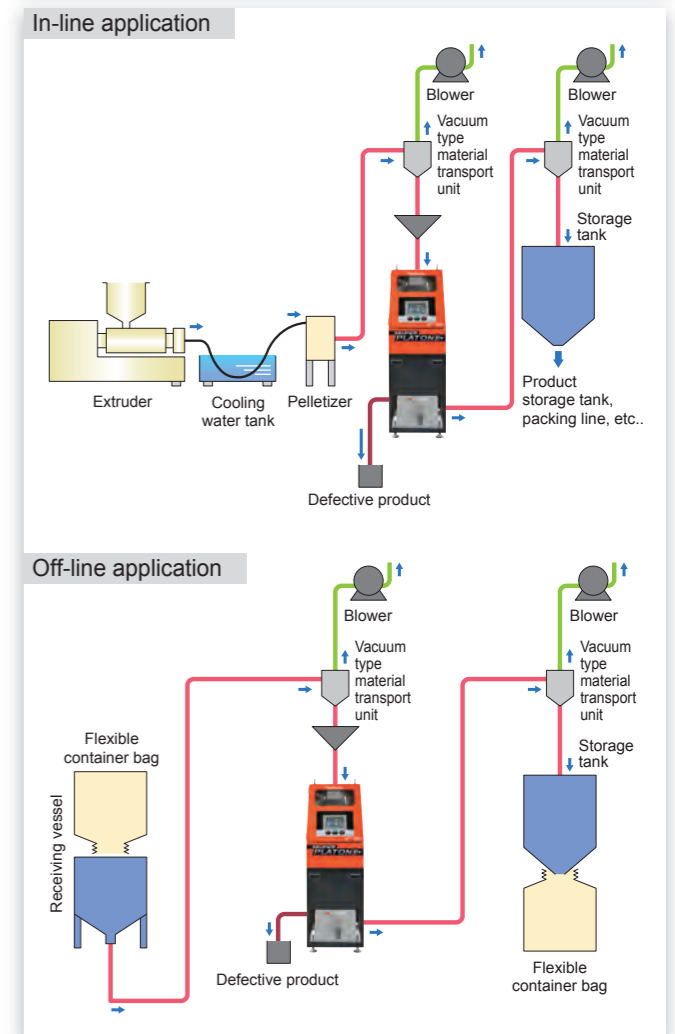 In-line application
Blower
Blower
Vacuum
type
material
transport
unit
Vacuum
type
material
transport
unit
Storage
tank
PLATON
Extruder
Cooling
water tank
Pelletizer
Product
storage tank,
packing line, etc..
Defective product
Off-line application
Blower
Blower
Vacuum
type
material
transport
unit
Vacuum
type
material
transport
unit
Flexible
container bag
Storage
tank
Receiving vessel
PLATON
Defective product
Flexible
container bag